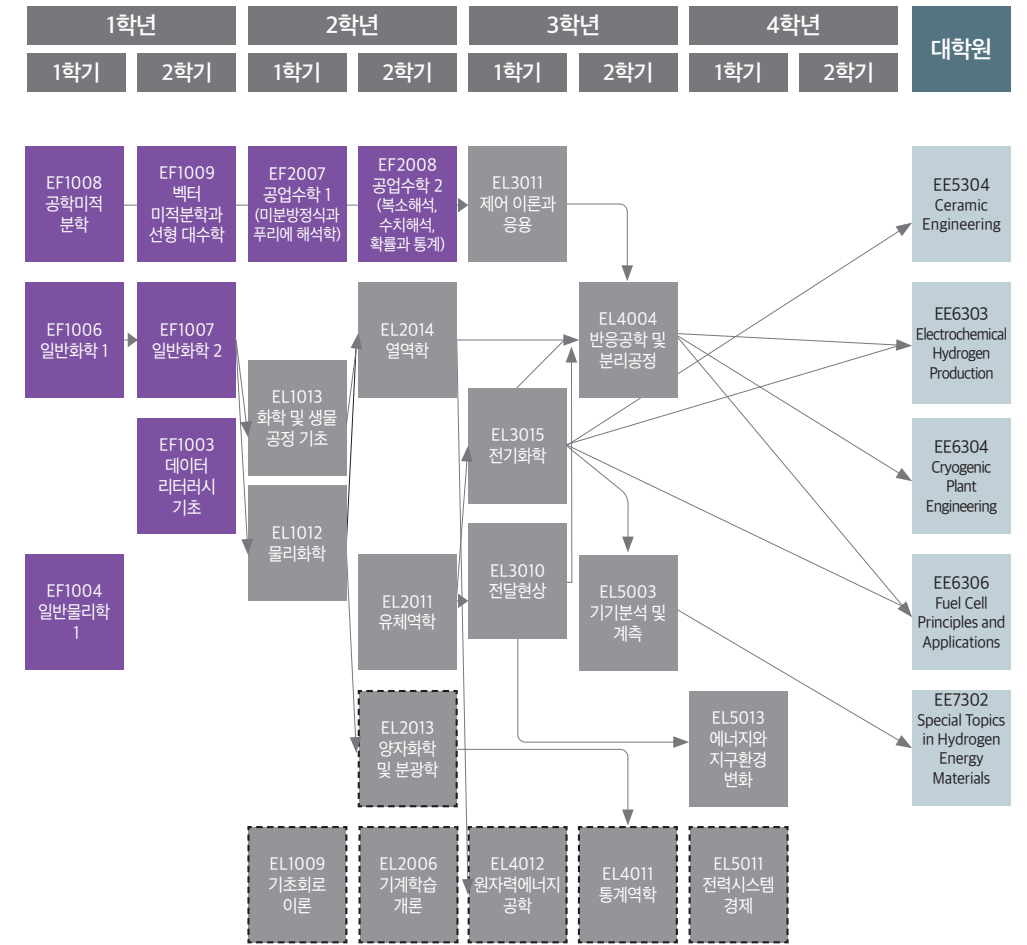 1학년
2학년
3학년
4학년
대학원
1학기
2학기
1학기
2학기
1학기
2학기
1학기
2학기
EF1008
공학미적
분학
EF1009
벡터
미적분학과
선형 대수학
EF2007
공업수학 1
(미분방정식과
푸리에 해석학)
EF2008
공업수학 2
(복소해석,
수치해석,
확률과 통계)
EL3011
제어 이론과
응용
EE5304
Ceramic
Engineering
EF1006
일반화학 1
EF1007
일반화학 2
EL2014
열역학
EL4004
반응공학 및
분리공정
EE6303
Electrochemical
Hydrogen
Production
EL1013
화학 및 생물
공정 기초
EL3015
전기화학
EF1003
데이터
리터러시
기초
EE6304
Cryogenic
Plant
Engineering
EL1012
물리화학
EL3010
전달현상
EF1004
일반물리학
1
EL2011
유체역학
EL5003
기기분석 및
계측
EE6306
Fuel Cell
Principles and
Applications
EL2013
양자화학
및 분광학
EL5013
에너지와
지구환경
변화
EE7302
Special Topics
in Hydrogen
Energy
Materials
EL1009
기초회로
이론
EL2006
기계학습
개론
EL4012
원자력에너지
공학
EL4011
통계역학
EL5011
전력시스템
경제